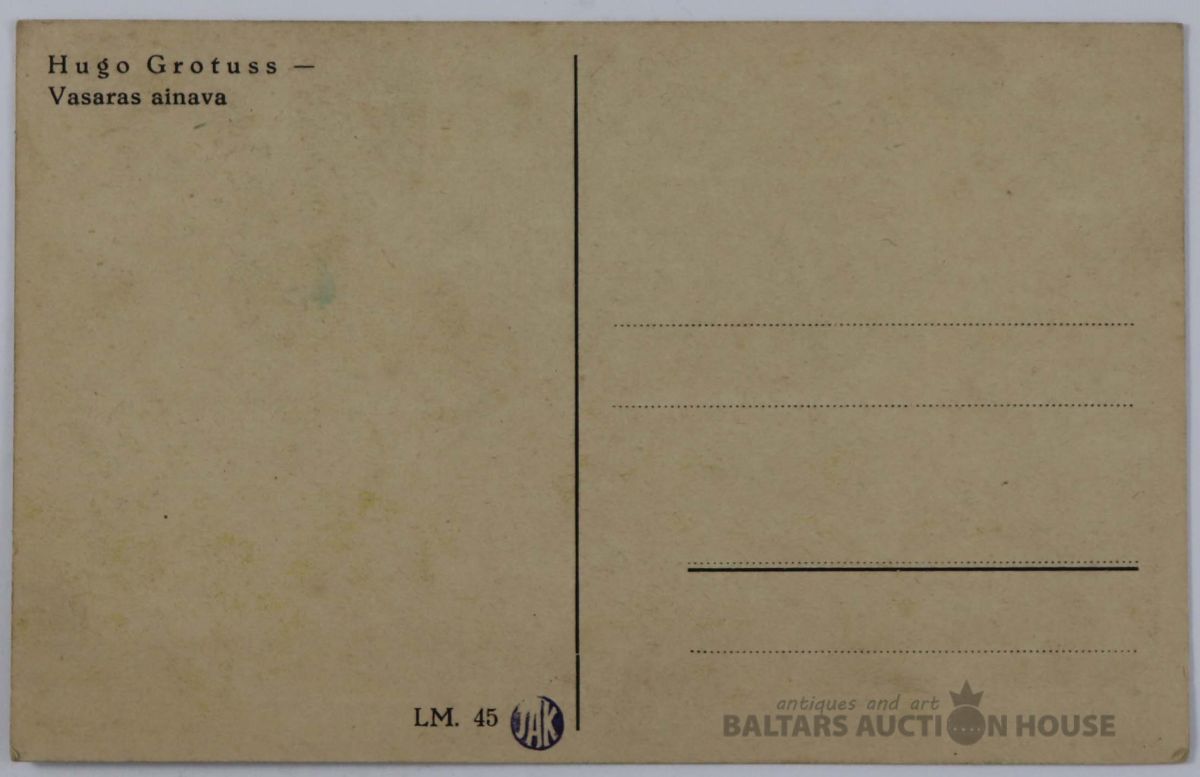 Hugo Grotuss —
Vasaras ainava
LM. 45
JAK
antiques and art
BALTARS AUCTION HOUSE